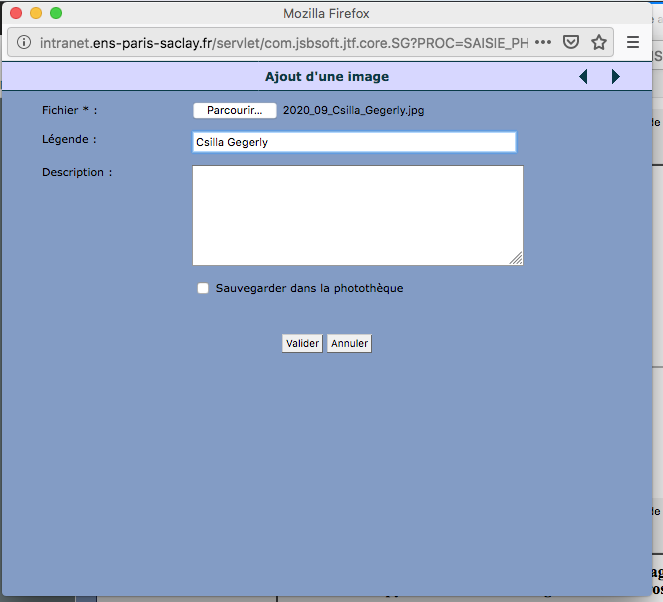 Mozilla Firefox
intranet.ens-paris-saclay.fr/servlet/com.jsbsoft.jtf.core.SG?PROC=SAISIE_PH
Ajout d'une image
Fichier * : Parcourir... 2020_09_Csilla_Gegerly.jpg
Légende : Csilla Gegerly
Description :
Sauvegarder dans la photothèque
Valider Annuler